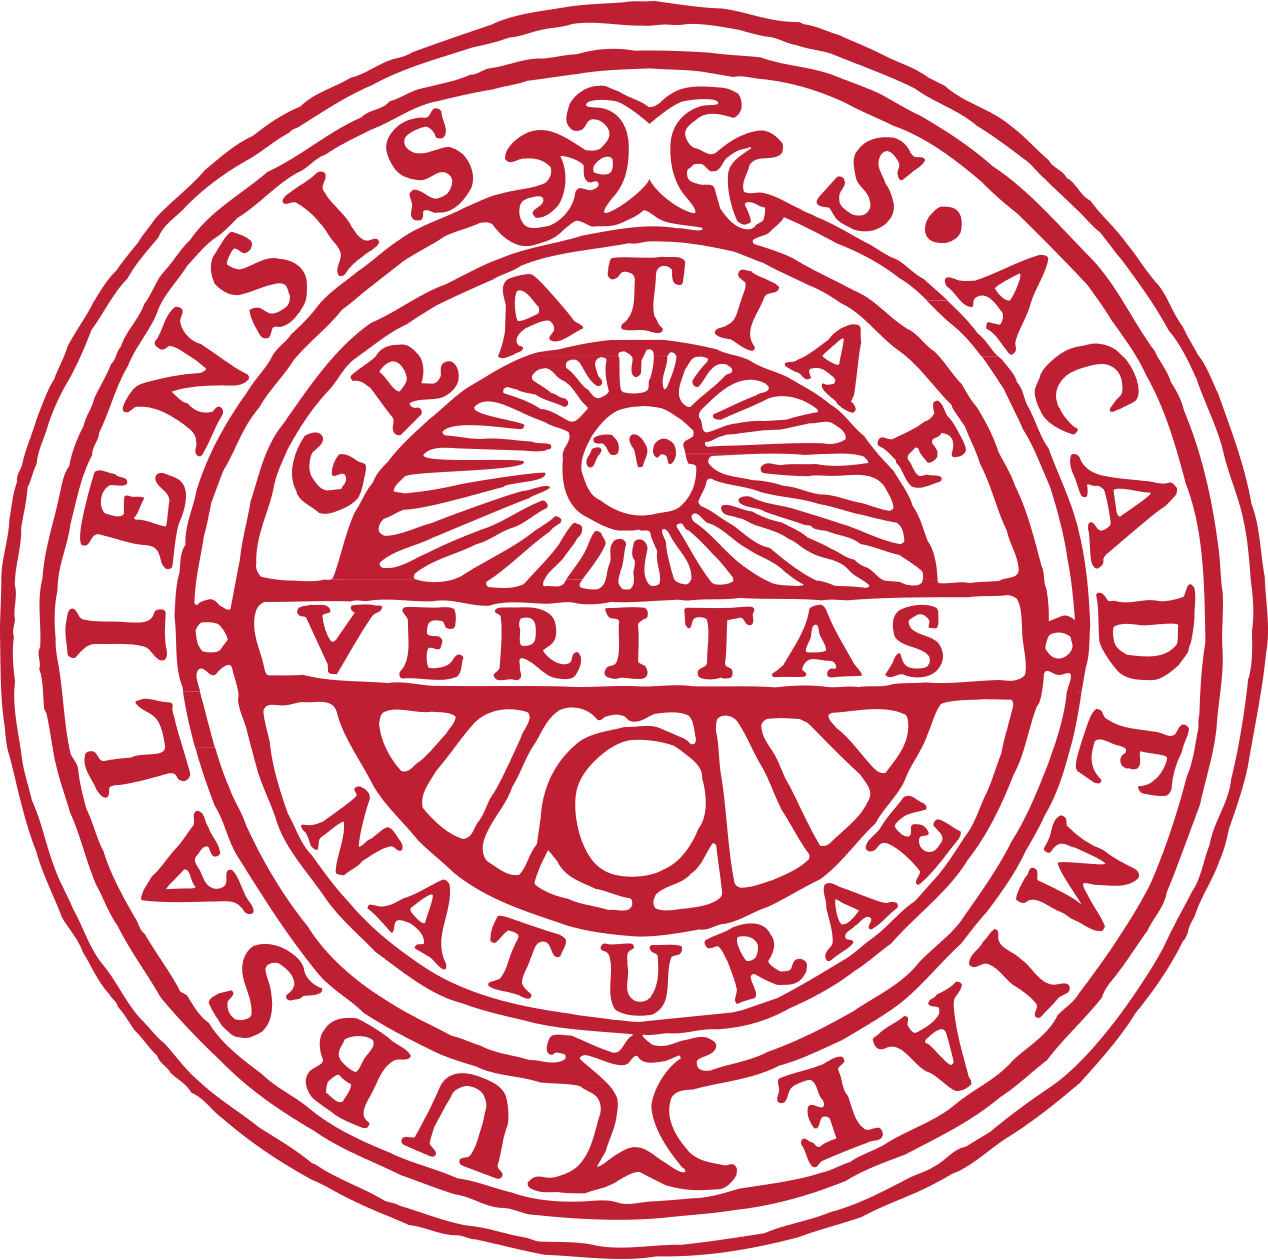 S·ACADEMIAE UBSALIENSIS
GRATIAE
VERITAS
NATURAE